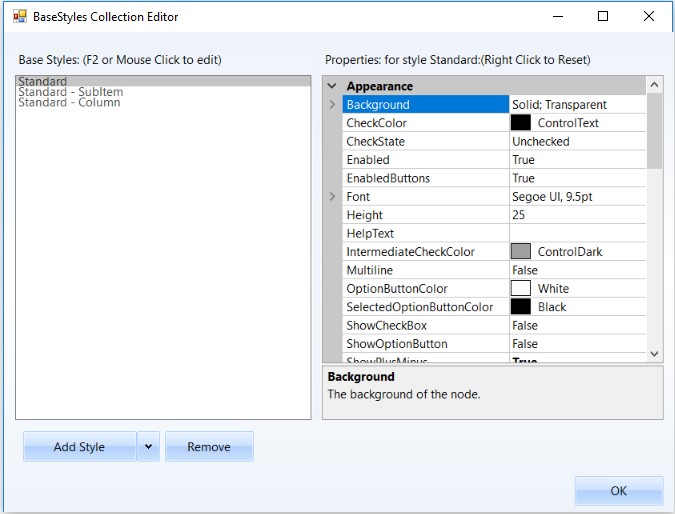 BaseStyles Collection Editor
Base Styles: (F2 or Mouse Click to edit)
Properties: for style Standard:(Right Click to Reset)
Standard
Standard - SubItem
Standard - Column
Appearance
Background Solid; Transparent
CheckColor ControlText
CheckState Unchecked
Enabled True
EnabledButtons True
Font Segoe UI, 9.5pt
Height 25
HelpText
IntermediateCheckColor ControlDark
Multiline False
OptionButtonColor White
SelectedOptionButtonColor Black
ShowCheckBox False
ShowOptionButton False
ShowPlusMinus True
Background
The background of the node.
Add Style
Remove
OK